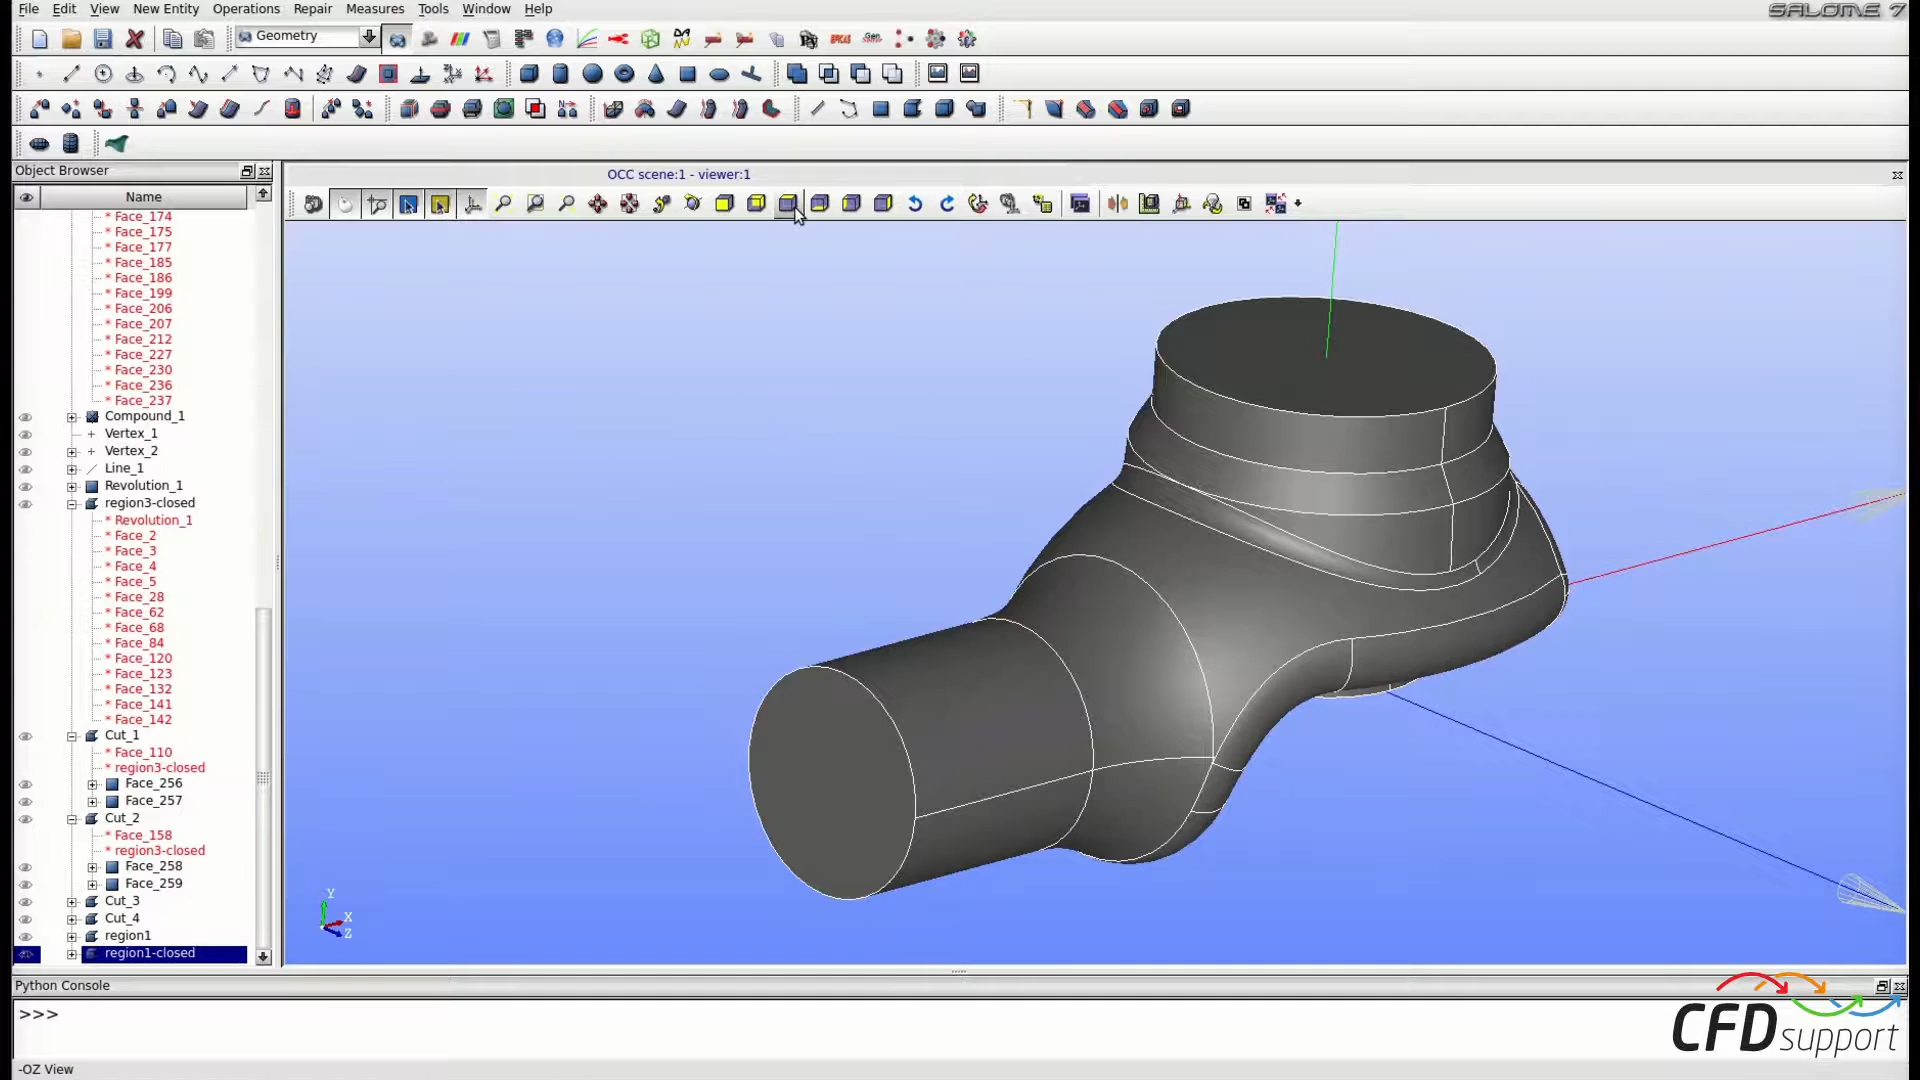 File Edit View New Entity Operations Repair Measures Tools Window Help
SALOME 7
Geometry
Object Browser
OCC scene:1 - viewer:1
Name
* Face_174
* Face_175
* Face_177
* Face_185
* Face_186
* Face_199
* Face_206
* Face_207
* Face_212
* Face_227
* Face_230
* Face_236
* Face_237
Compound_1
Vertex_1
Vertex_2
Line_1
Revolution_1
region3-closed
* Revolution_1
* Face_2
* Face_3
* Face_4
* Face_5
* Face_28
* Face_62
* Face_68
* Face_84
* Face_120
* Face_123
* Face_132
* Face_141
* Face_142
Cut_1
* Face_110
* region3-closed
Face_256
Face_257
Cut_2
* Face_158
* region3-closed
Face_258
Face_259
Cut_3
Cut_4
region1
region1-closed
Y
X
Z
Python Console
>>>
CFD support
-OZ View